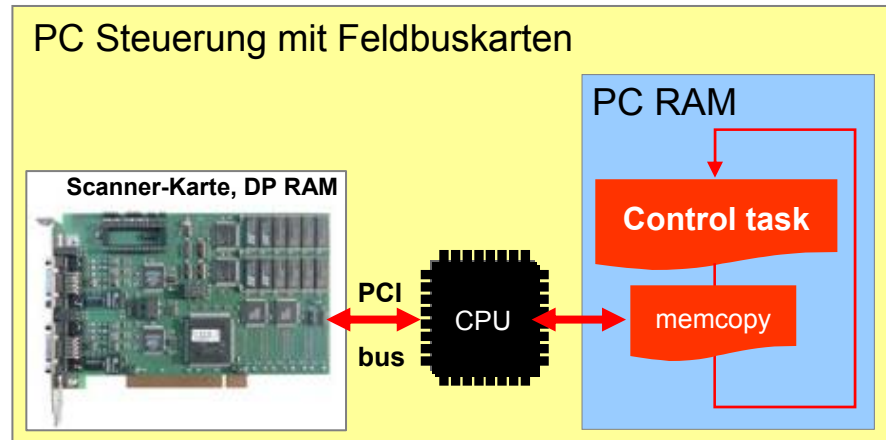 PC Steuerung mit Feldbuskarten
PC RAM
Scanner-Karte, DP RAM
Control task
PCI
bus
CPU
memcopy